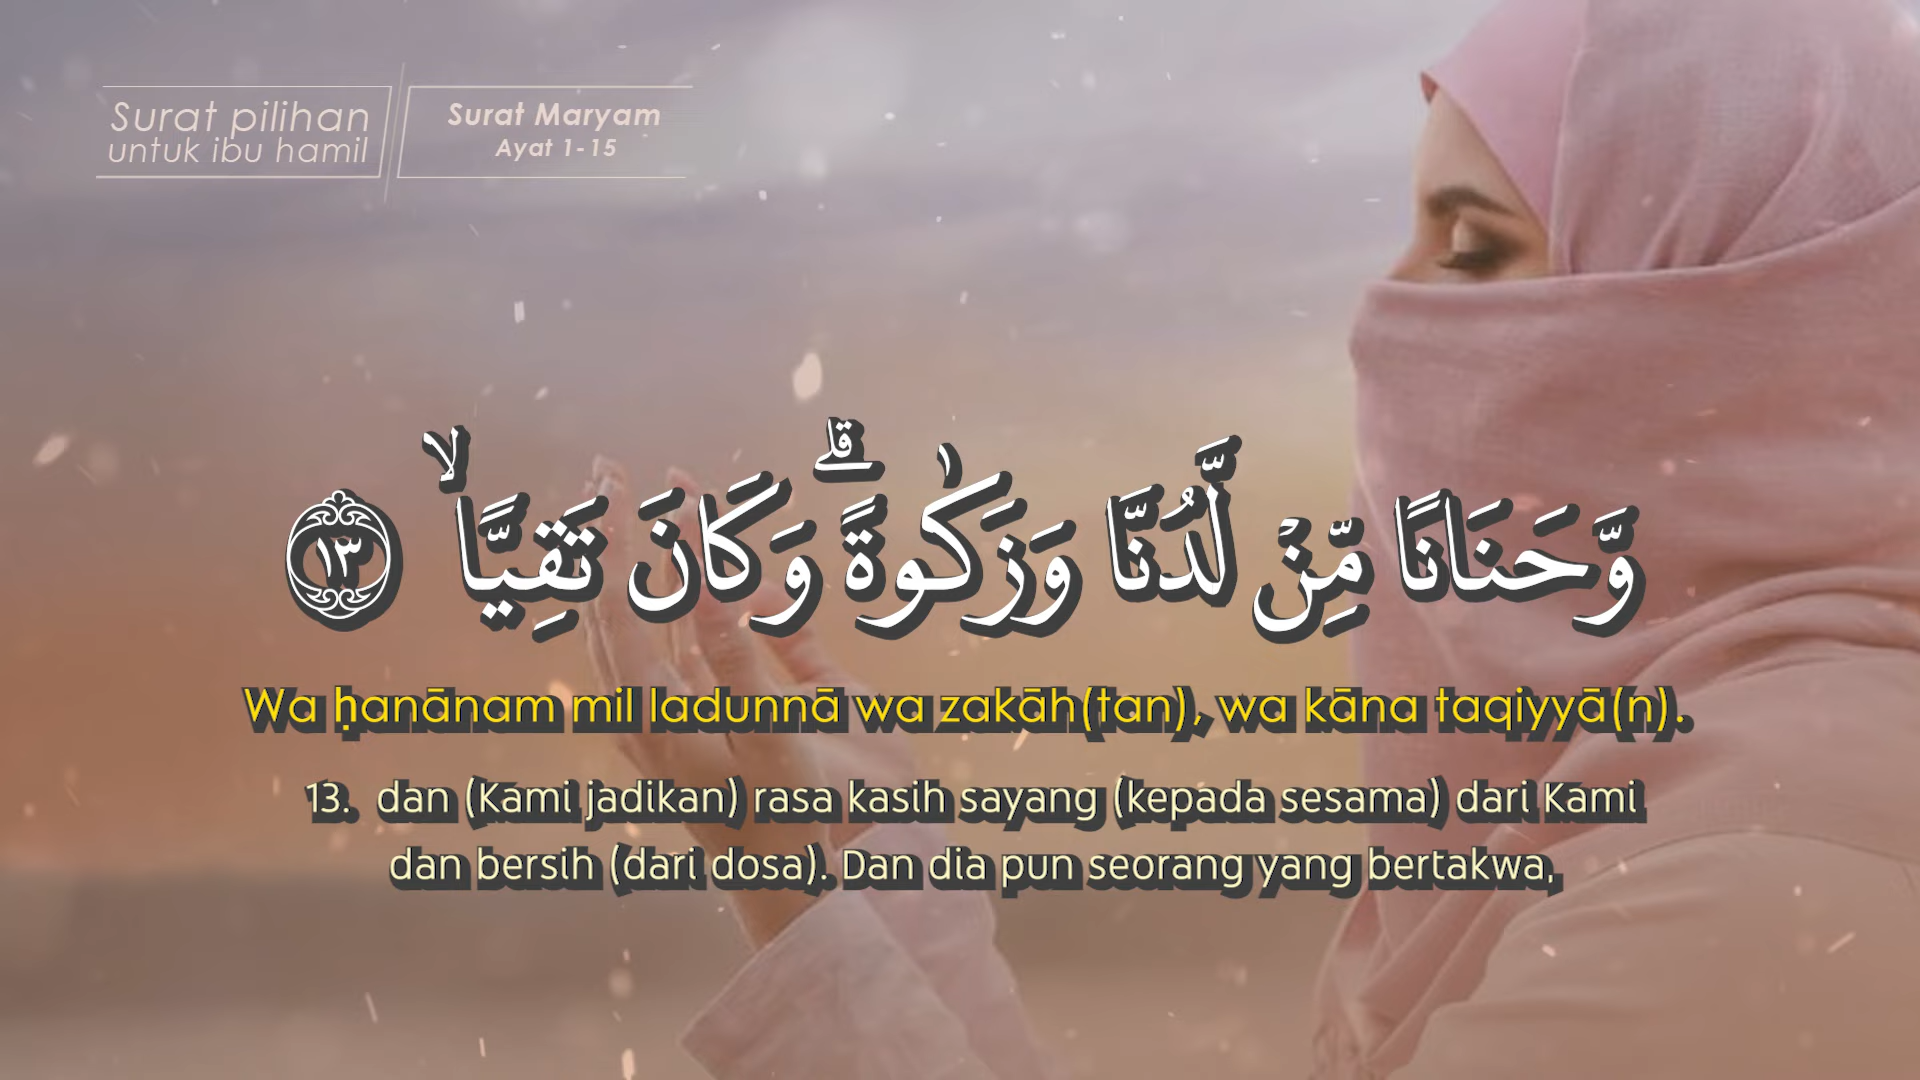 Surat pilihan
untuk ibu hamil
Surat Maryam
Ayat 1-15
وَّحَنَانًا مِّنْ لَّدُنَّا وَزَكٰوةً ۗوَكَانَ تَقِيًّا ۙ ١٣
Wa ḥanānam mil ladunnā wa zakāh(tan), wa kāna taqiyyā(n).
13. dan (Kami jadikan) rasa kasih sayang (kepada sesama) dari Kami
dan bersih (dari dosa). Dan dia pun seorang yang bertakwa,